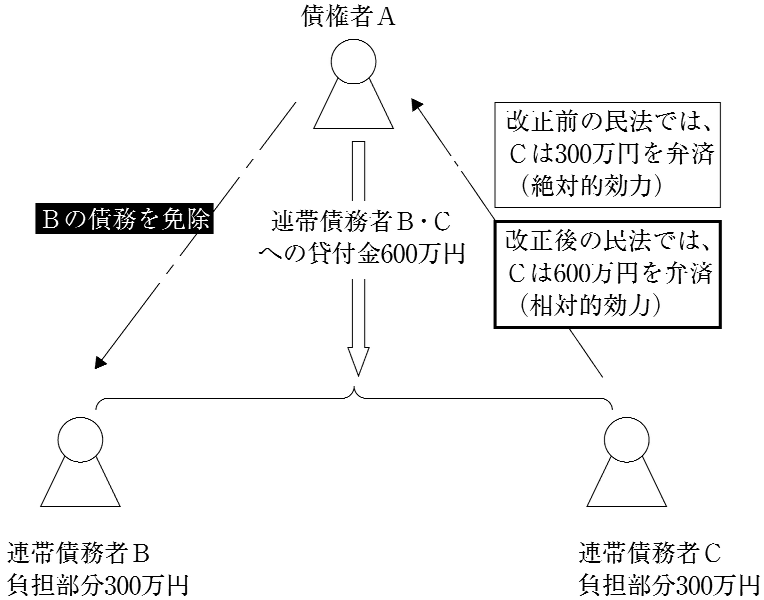 債権者A
改正前の民法では、
Cは300万円を弁済
(絶対的効力)
Bの債務を免除
連帯債務者B・C
への貸付金600万円
改正後の民法では、
Cは600万円を弁済
(相対的効力)
連帯債務者B
負担部分300万円
連帯債務者C
負担部分300万円